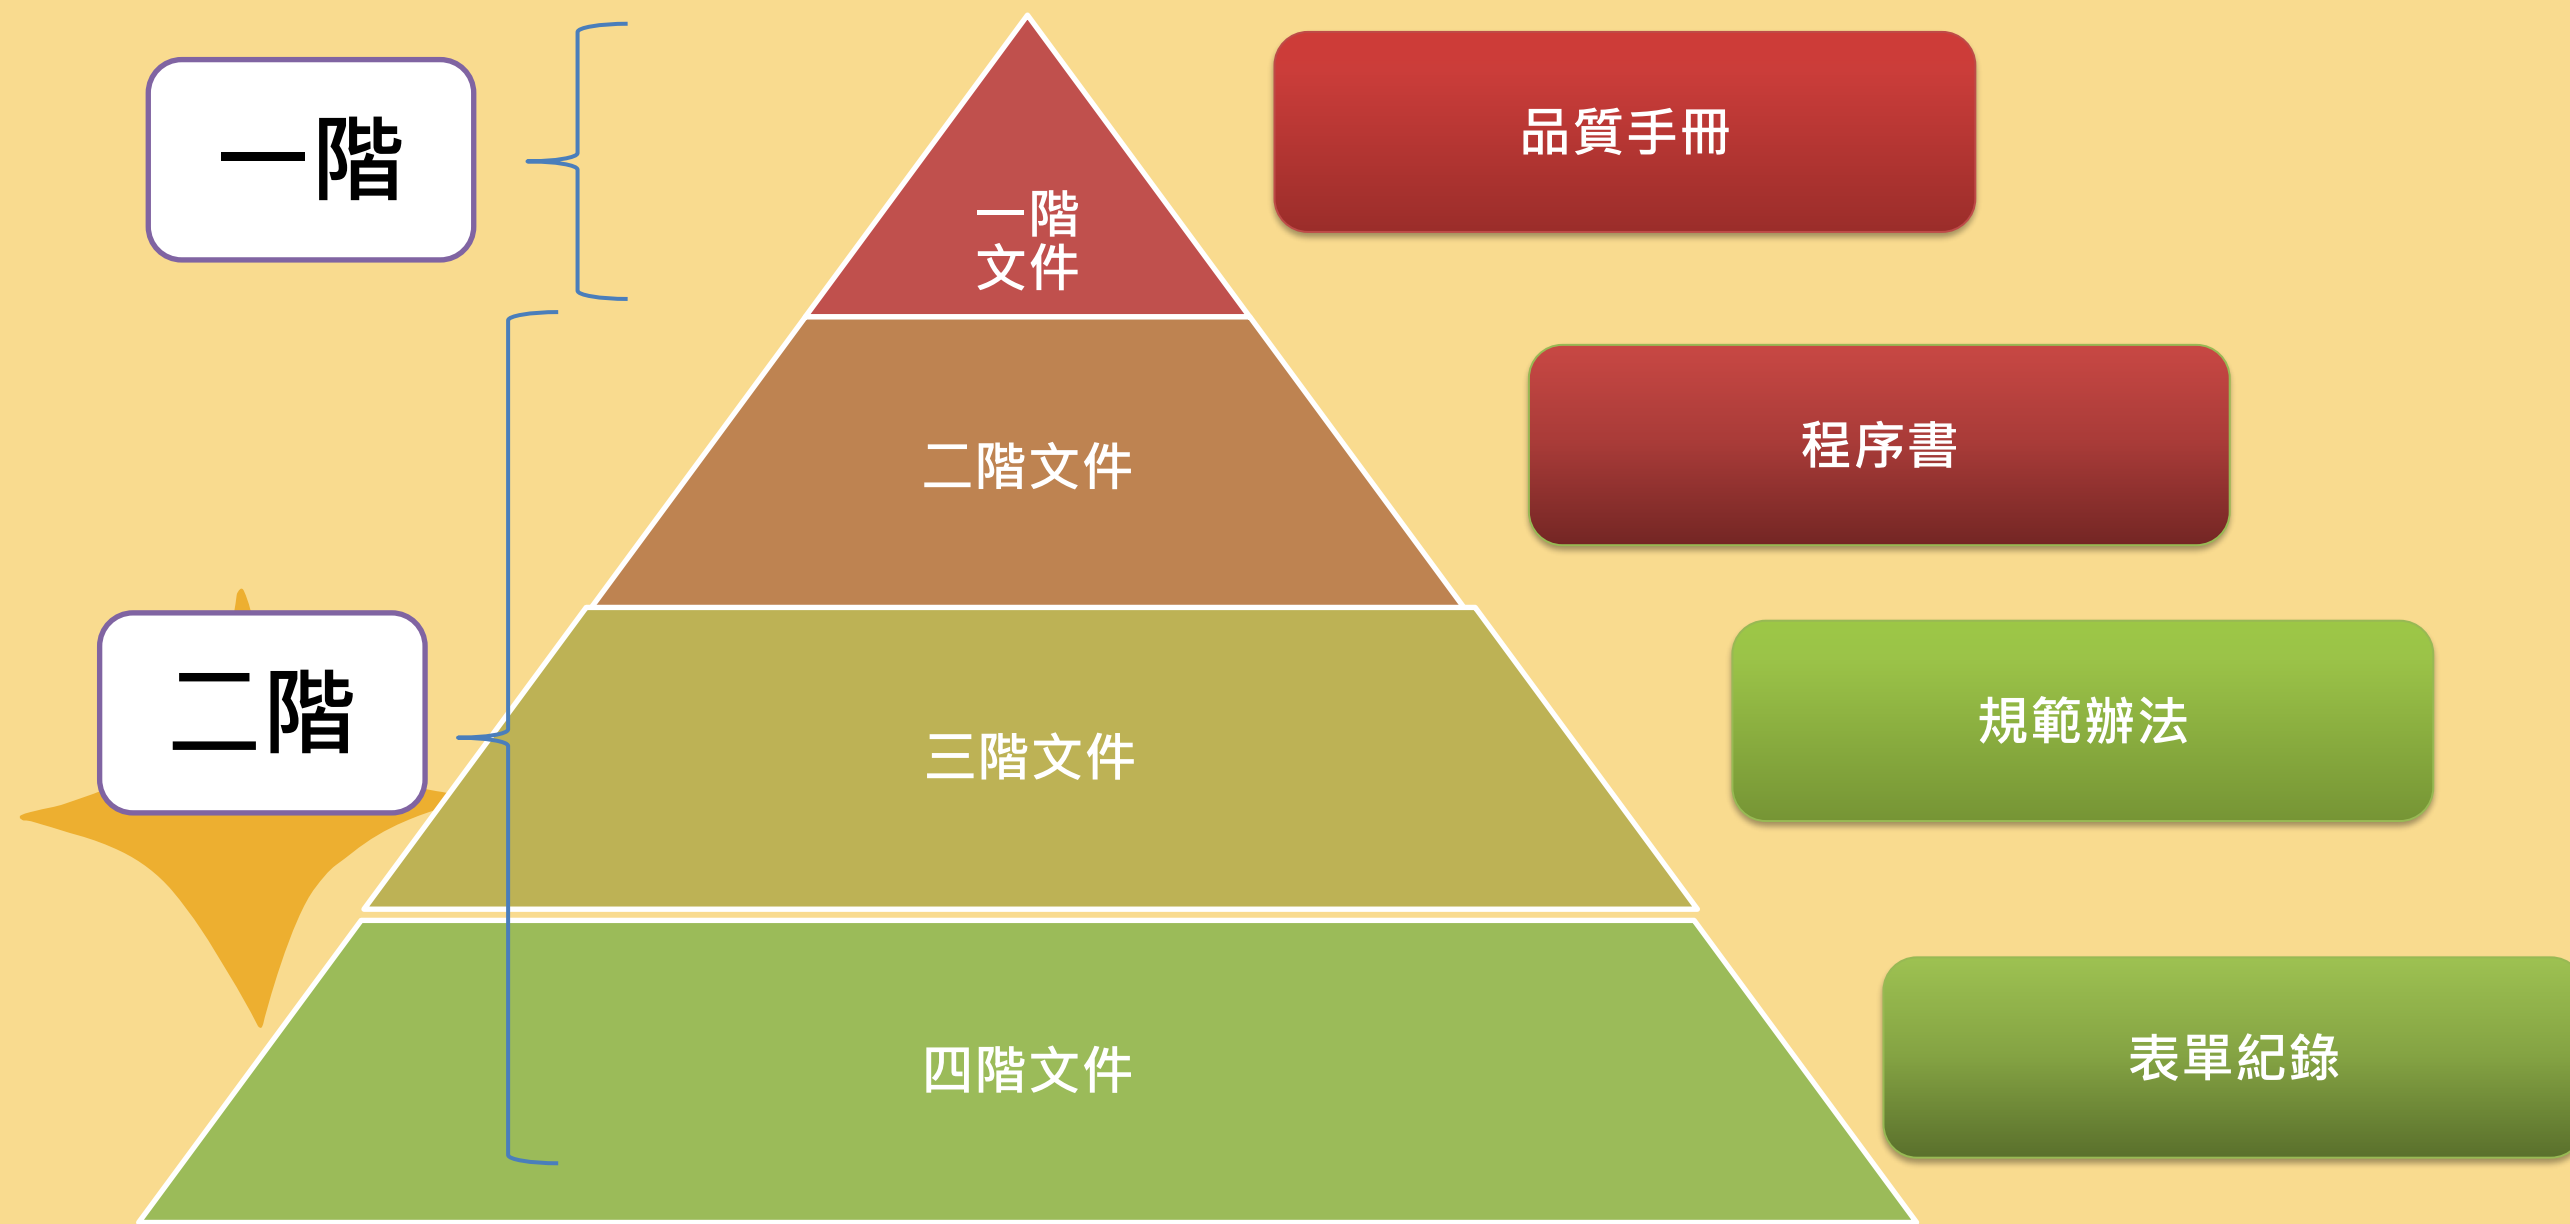 一階
品質手冊
一階
文件
程序書
二階文件
二階
規範辦法
三階文件
表單紀錄
四階文件